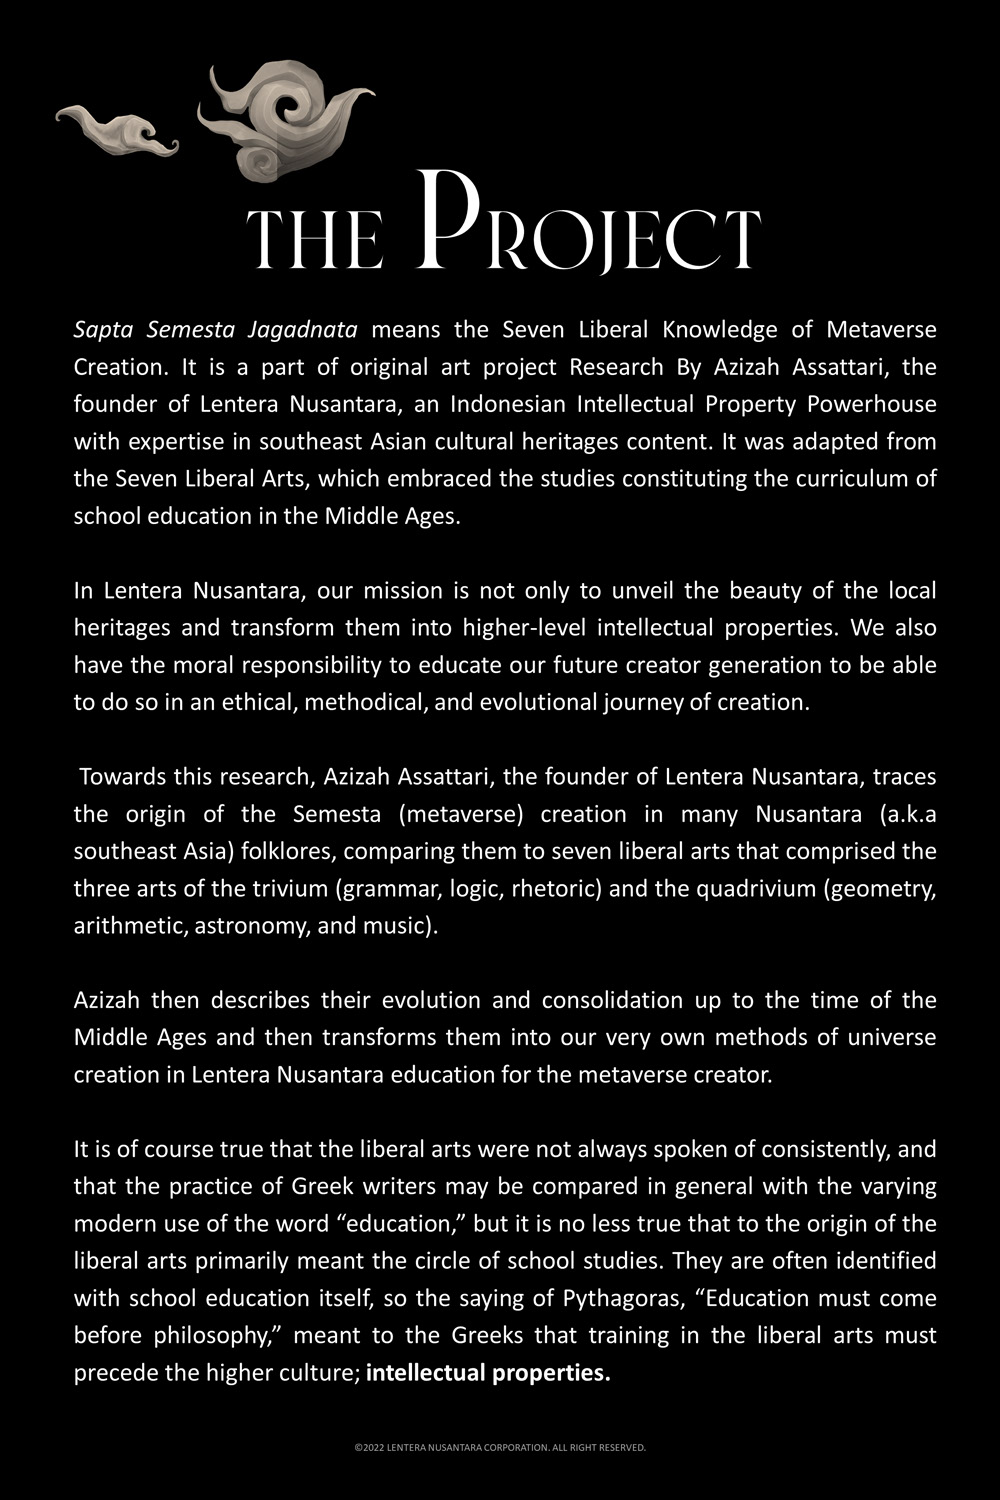 THE PROJECT
Sapta Semesta Jagadnata means the Seven Liberal Knowledge of Metaverse
Creation. It is a part of original art project Research By Azizah Assattari, the
founder of Lentera Nusantara, an Indonesian Intellectual Property Powerhouse
with expertise in southeast Asian cultural heritages content. It was adapted from
the Seven Liberal Arts, which embraced the studies constituting the curriculum of
school education in the Middle Ages.
In Lentera Nusantara, our mission is not only to unveil the beauty of the local
heritages and transform them into higher-level intellectual properties. We also
have the moral responsibility to educate our future creator generation to be able
to do so in an ethical, methodical, and evolutional journey of creation.
Towards this research, Azizah Assattari, the founder of Lentera Nusantara, traces
the origin of the Semesta (metaverse) creation in many Nusantara (a.k.a
southeast Asia) folklores, comparing them to seven liberal arts that comprised the
three arts of the trivium (grammar, logic, rhetoric) and the quadrivium (geometry,
arithmetic, astronomy, and music).
Azizah then describes their evolution and consolidation up to the time of the
Middle Ages and then transforms them into our very own methods of universe
creation in Lentera Nusantara education for the metaverse creator.
It is of course true that the liberal arts were not always spoken of consistently, and
that the practice of Greek writers may be compared in general with the varying
modern use of the word “education,” but it is no less true that to the origin of the
liberal arts primarily meant the circle of school studies. They are often identified
with school education itself, so the saying of Pythagoras, “Education must come
before philosophy,” meant to the Greeks that training in the liberal arts must
precede the higher culture; intellectual properties.
©2022 LENTERA NUSANTARA CORPORATION. ALL RIGHT RESERVED.